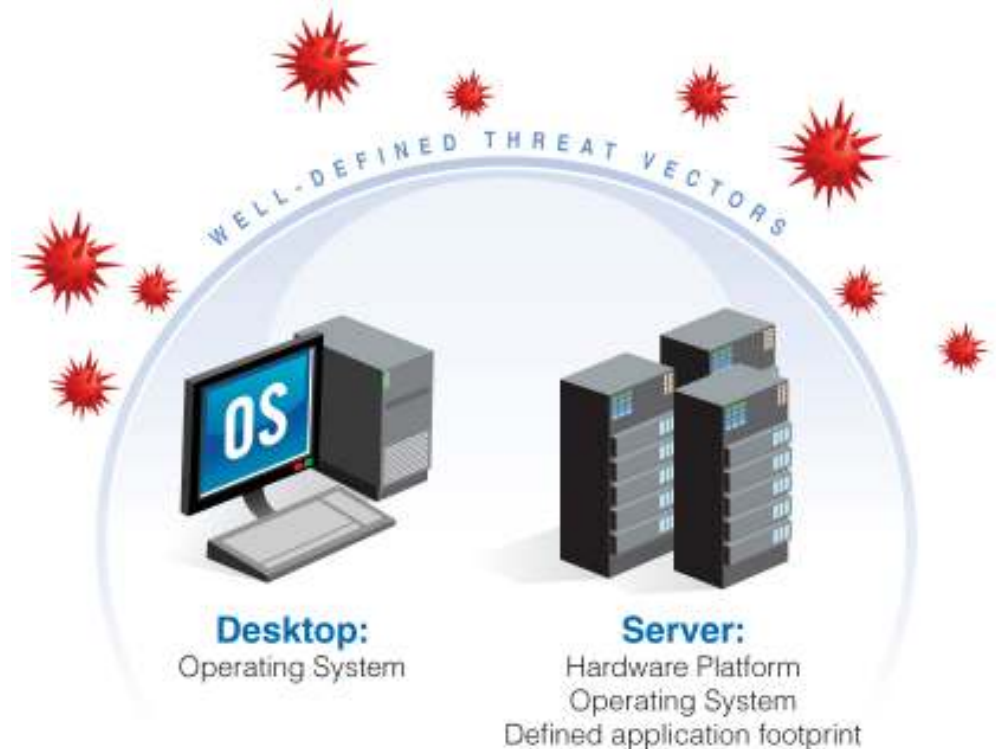 WELL-DEFINED THREAT VECTORS
OS
Desktop:
Operating System
Server:
Hardware Platform
Operating System
Defined application footprint